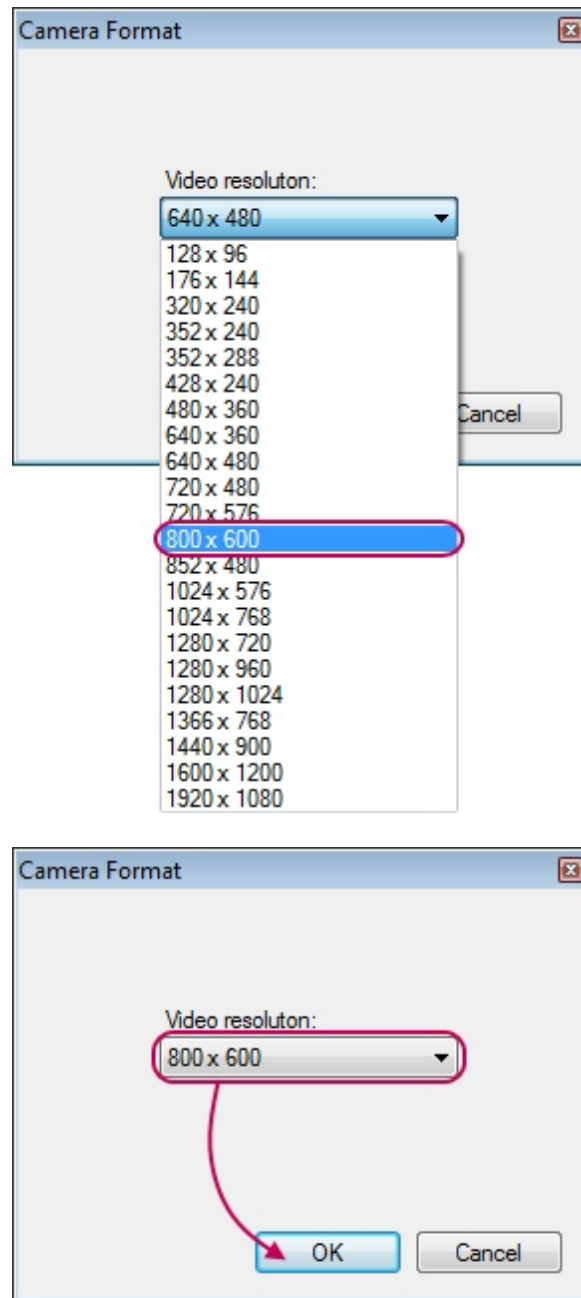 Camera Format
Video resoluton:
640 x 480
128 x 96
176 x 144
320 x 240
352 x 240
352 x 288
428 x 240
480 x 360
Cancel
640 x 360
640 x 480
720 x 480
720 x 576
800 x 600
852 x 480
1024 x 576
1024 x 768
1280 x 720
1280 x 960
1280 x 1024
1366 x 768
1440 x 900
1600 x 1200
1920 x 1080
Camera Format
Video resoluton:
800 x 600
OK Cancel